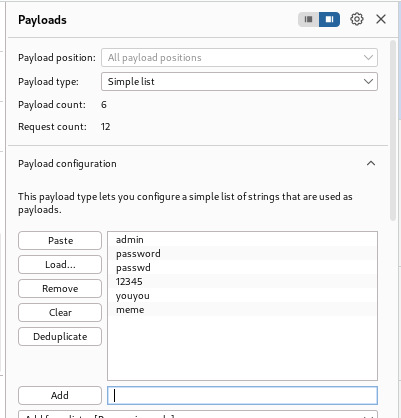 Payloads
Payload position: All payload positions
Payload type: Simple list
Payload count: 6
Request count: 12
Payload configuration
This payload type lets you configure a simple list of strings that are used as
payloads.
Paste
Load...
Remove
Clear
Deduplicate
admin
password
passwd
12345
youyou
meme
Add